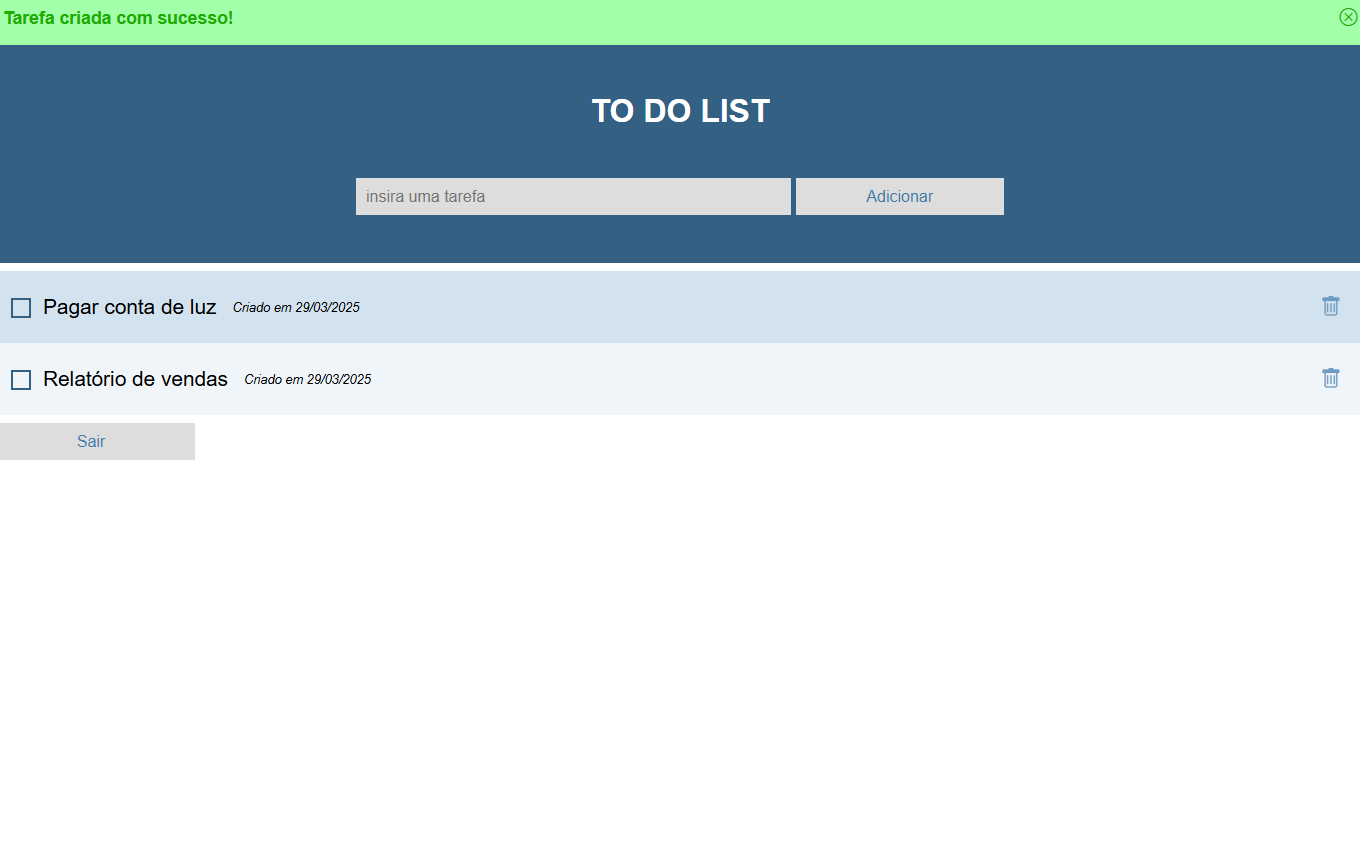 Tarefa criada com sucesso!
TO DO LIST
insira uma tarefa
Adicionar
Pagar conta de luz Criado em 29/03/2025
Relatório de vendas Criado em 29/03/2025
Sair